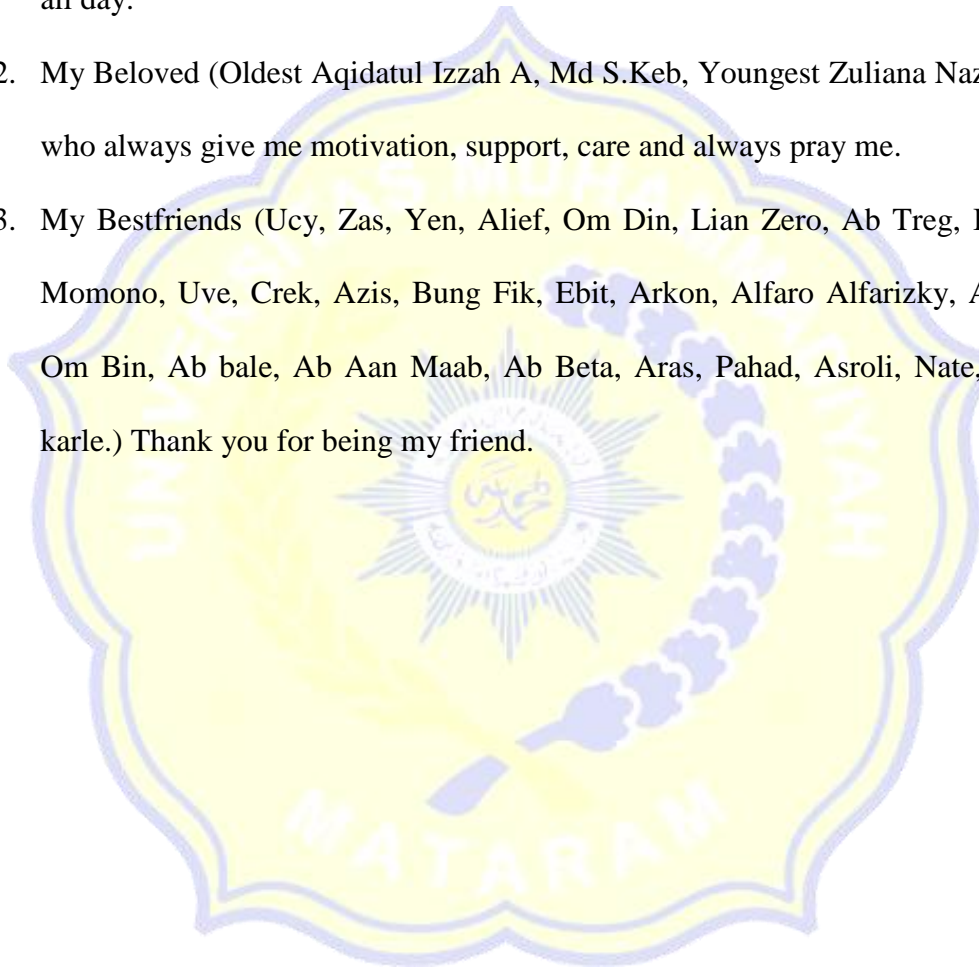 all day.
2. My Beloved (Oldest Aqidatul Izzah A, Md S.Keb, Youngest Zuliana
who always give me motivation, support, care and always pray me.
3. My Bestfriends (Ucy, Zas, Yen, Alief, Om Din, Lian Zero, Ab Treg,
Momono, Uve, Crek, Azis, Bung Fik, Ebit, Arkon, Alfaro Alfarizky,
Om Bin, Ab bale, Ab Aan Maab, Ab Beta, Aras, Pahad, Asroli, Nate,
karle.) Thank you for being my friend.
UNIVERSITAS MUHAMMADIYAH
MATARAM